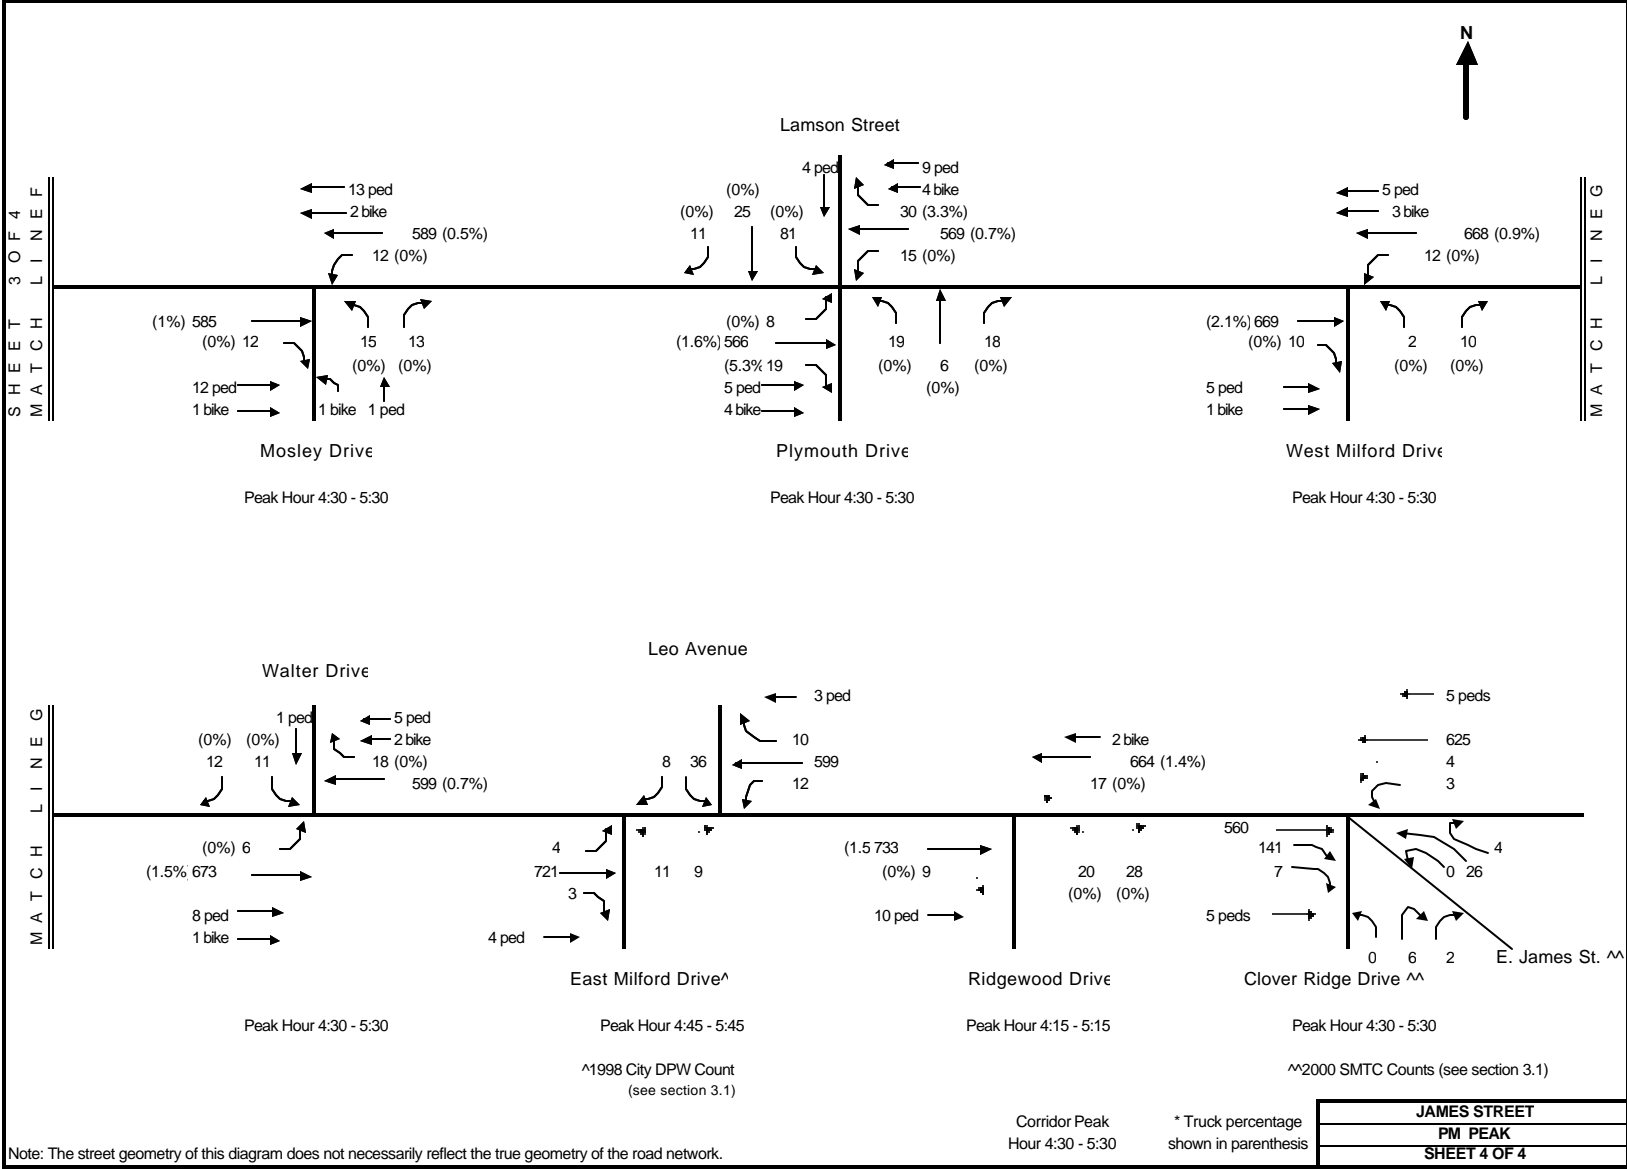 N
Lamson Street
SHEET 3 OF 4
MATCH LINE F
13 ped
2 bike
589 (0.5%)
12 (0%)
(1%) 585
(0%) 12
15 13
(0%) (0%)
12 ped
1 bike
1 bike 1 ped
Mosley Drive
Peak Hour 4:30 - 5:30
4 ped
9 ped
4 bike
30 (3.3%)
569 (0.7%)
15 (0%)
(0%) (0%) (0%)
11 25 81
(0%) 8
(1.6%) 566
(5.3% 19
5 ped
4 bike
19 6 18
(0%) (0%) (0%)
Plymouth Drive
Peak Hour 4:30 - 5:30
5 ped
3 bike
668 (0.9%)
12 (0%)
(2.1%) 669
(0%) 10
5 ped
1 bike
2 10
(0%) (0%)
West Milford Drive
Peak Hour 4:30 - 5:30
MATCH LINE G
MATCH LINE G
Walter Drive
1 ped
5 ped
2 bike
18 (0%)
599 (0.7%)
(0%) (0%)
12 11
(0%) 6
(1.5% 673
8 ped
1 bike
Peak Hour 4:30 - 5:30
Leo Avenue
3 ped
10
599
12
8 36
4
721
3
4 ped
11 9
East Milford Drive^
Peak Hour 4:45 - 5:45
^1998 City DPW Count
(see section 3.1)
2 bike
664 (1.4%)
17 (0%)
(1.5 733
(0%) 9
10 ped
20 28
(0%) (0%)
Ridgewood Drive
Peak Hour 4:15 - 5:15
5 peds
625
4
3
560
141
7
5 peds
4
0 26
0 6 2
E. James St. ^^
Clover Ridge Drive ^^
Peak Hour 4:30 - 5:30
^^2000 SMTC Counts (see section 3.1)
Corridor Peak
Hour 4:30 - 5:30
* Truck percentage
shown in parenthesis
JAMES STREET
PM PEAK
SHEET 4 OF 4
Note: The street geometry of this diagram does not necessarily reflect the true geometry of the road network.